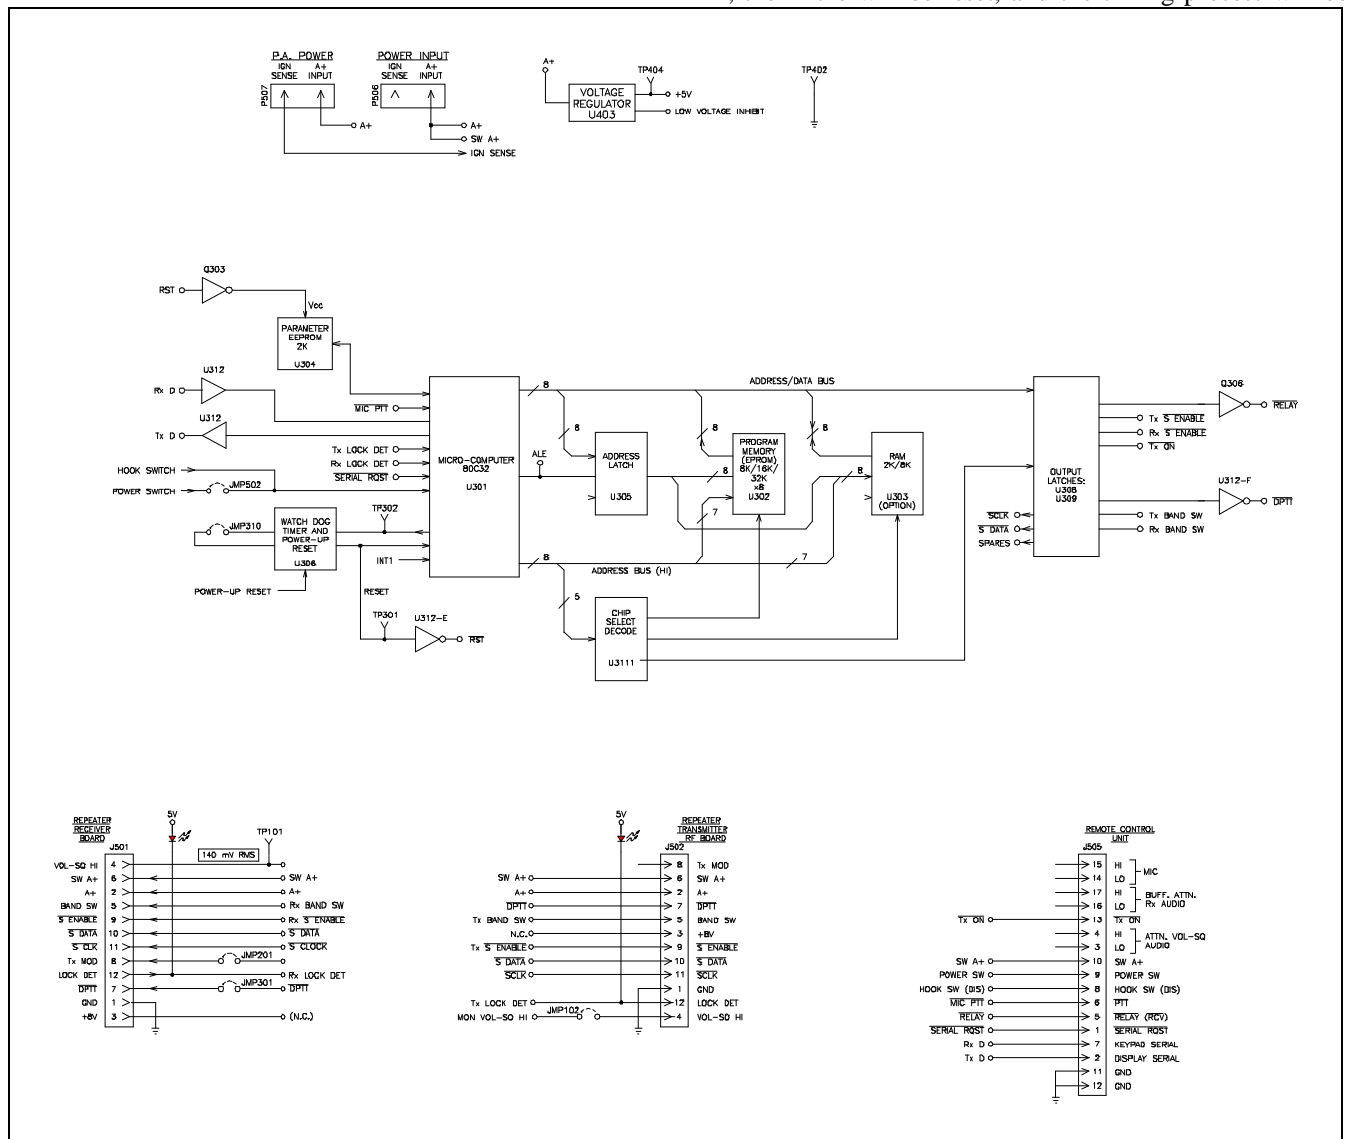 P.A. POWER
IGN SENSE
A+ INPUT
P507
A+
POWER INPUT
IGN SENSE
A+ INPUT
P506
A+
SW A+
IGN SENSE
A+
VOLTAGE
REGULATOR
U403
TP404
+5V
LOW VOLTAGE INHIBIT
TP402
Q303
RST
Vcc
PARAMETER
EEPROM
2K
U304
U312
Rx D
U312
Tx D
HOOK SWITCH
POWER SWITCH
JMP502
JMP310
WATCH DOG
TIMER AND
POWER-UP
RESET
U306
POWER-UP RESET
MIC PTT
Tx LOCK DET
Rx LOCK DET
SERIAL RQST
TP302
INT1
RESET
TP301
U312-E
RST
MICRO-COMPUTER
80C32
U301
8
ADDRESS/DATA BUS
8
ALE
ADDRESS
LATCH
U305
8
8
PROGRAM
MEMORY
(EPROM)
8K/16K/
32K
x8
U302
7
8
8
RAM
2K/8K
U303
(OPTION)
8
ADDRESS BUS (HI)
7
5
CHIP
SELECT
DECODE
U3111
OUTPUT
LATCHES:
U308
U309
SCLK
S DATA
SPARES
Q306
RELAY
Tx S ENABLE
Rx S ENABLE
Tx ON
U312-F
DPTT
Tx BAND SW
Rx BAND SW
REPEATER
RECEIVER
BOARD
J501
5V
140 mV RMS
TP101
VOL-SQ HI 4
SW A+ 6 SW A+
A+ 2 A+
BAND SW 5 Rx BAND SW
S ENABLE 9 Rx S ENABLE
S DATA 10 S DATA
S CLK 11 S CLOCK
Tx MOD 8 JMP201
LOCK DET 12 Rx LOCK DET
DPTT 7 JMP301 DPTT
GND 1
+8V 3 (N.C.)
5V
REPEATER
TRANSMITTER
RF BOARD
J502
8 Tx MOD
SW A+ 6 SW A+
A+ 2 A+
DPTT 7 DPTT
Tx BAND SW 5 BAND SW
N.C. 3 +8V
Tx S ENABLE 9 S ENABLE
S DATA 10 S DATA
SCLK 11 SCLK
1 GND
Tx LOCK DET 12 LOCK DET
MON VOL-SQ HI JMP102 4 VOL-SQ HI
REMOTE CONTROL
UNIT
J505
15 HI
14 LO
MIC
17 HI
16 LO
BUFF. ATTN.
Rx AUDIO
Tx ON 13 Tx ON
4 HI
3 LO
ATTN. VOL-SQ
AUDIO
SW A+ 10 SW A+
POWER SW 9 POWER SW
HOOK SW (DIS) 8 HOOK SW (DIS)
MIC PTT 6 PTT
RELAY 5 RELAY (RCV)
SERIAL RQST 1 SERIAL RQST
Rx D 7 KEYPAD SERIAL
Tx D 2 DISPLAY SERIAL
11 GND
12 GND